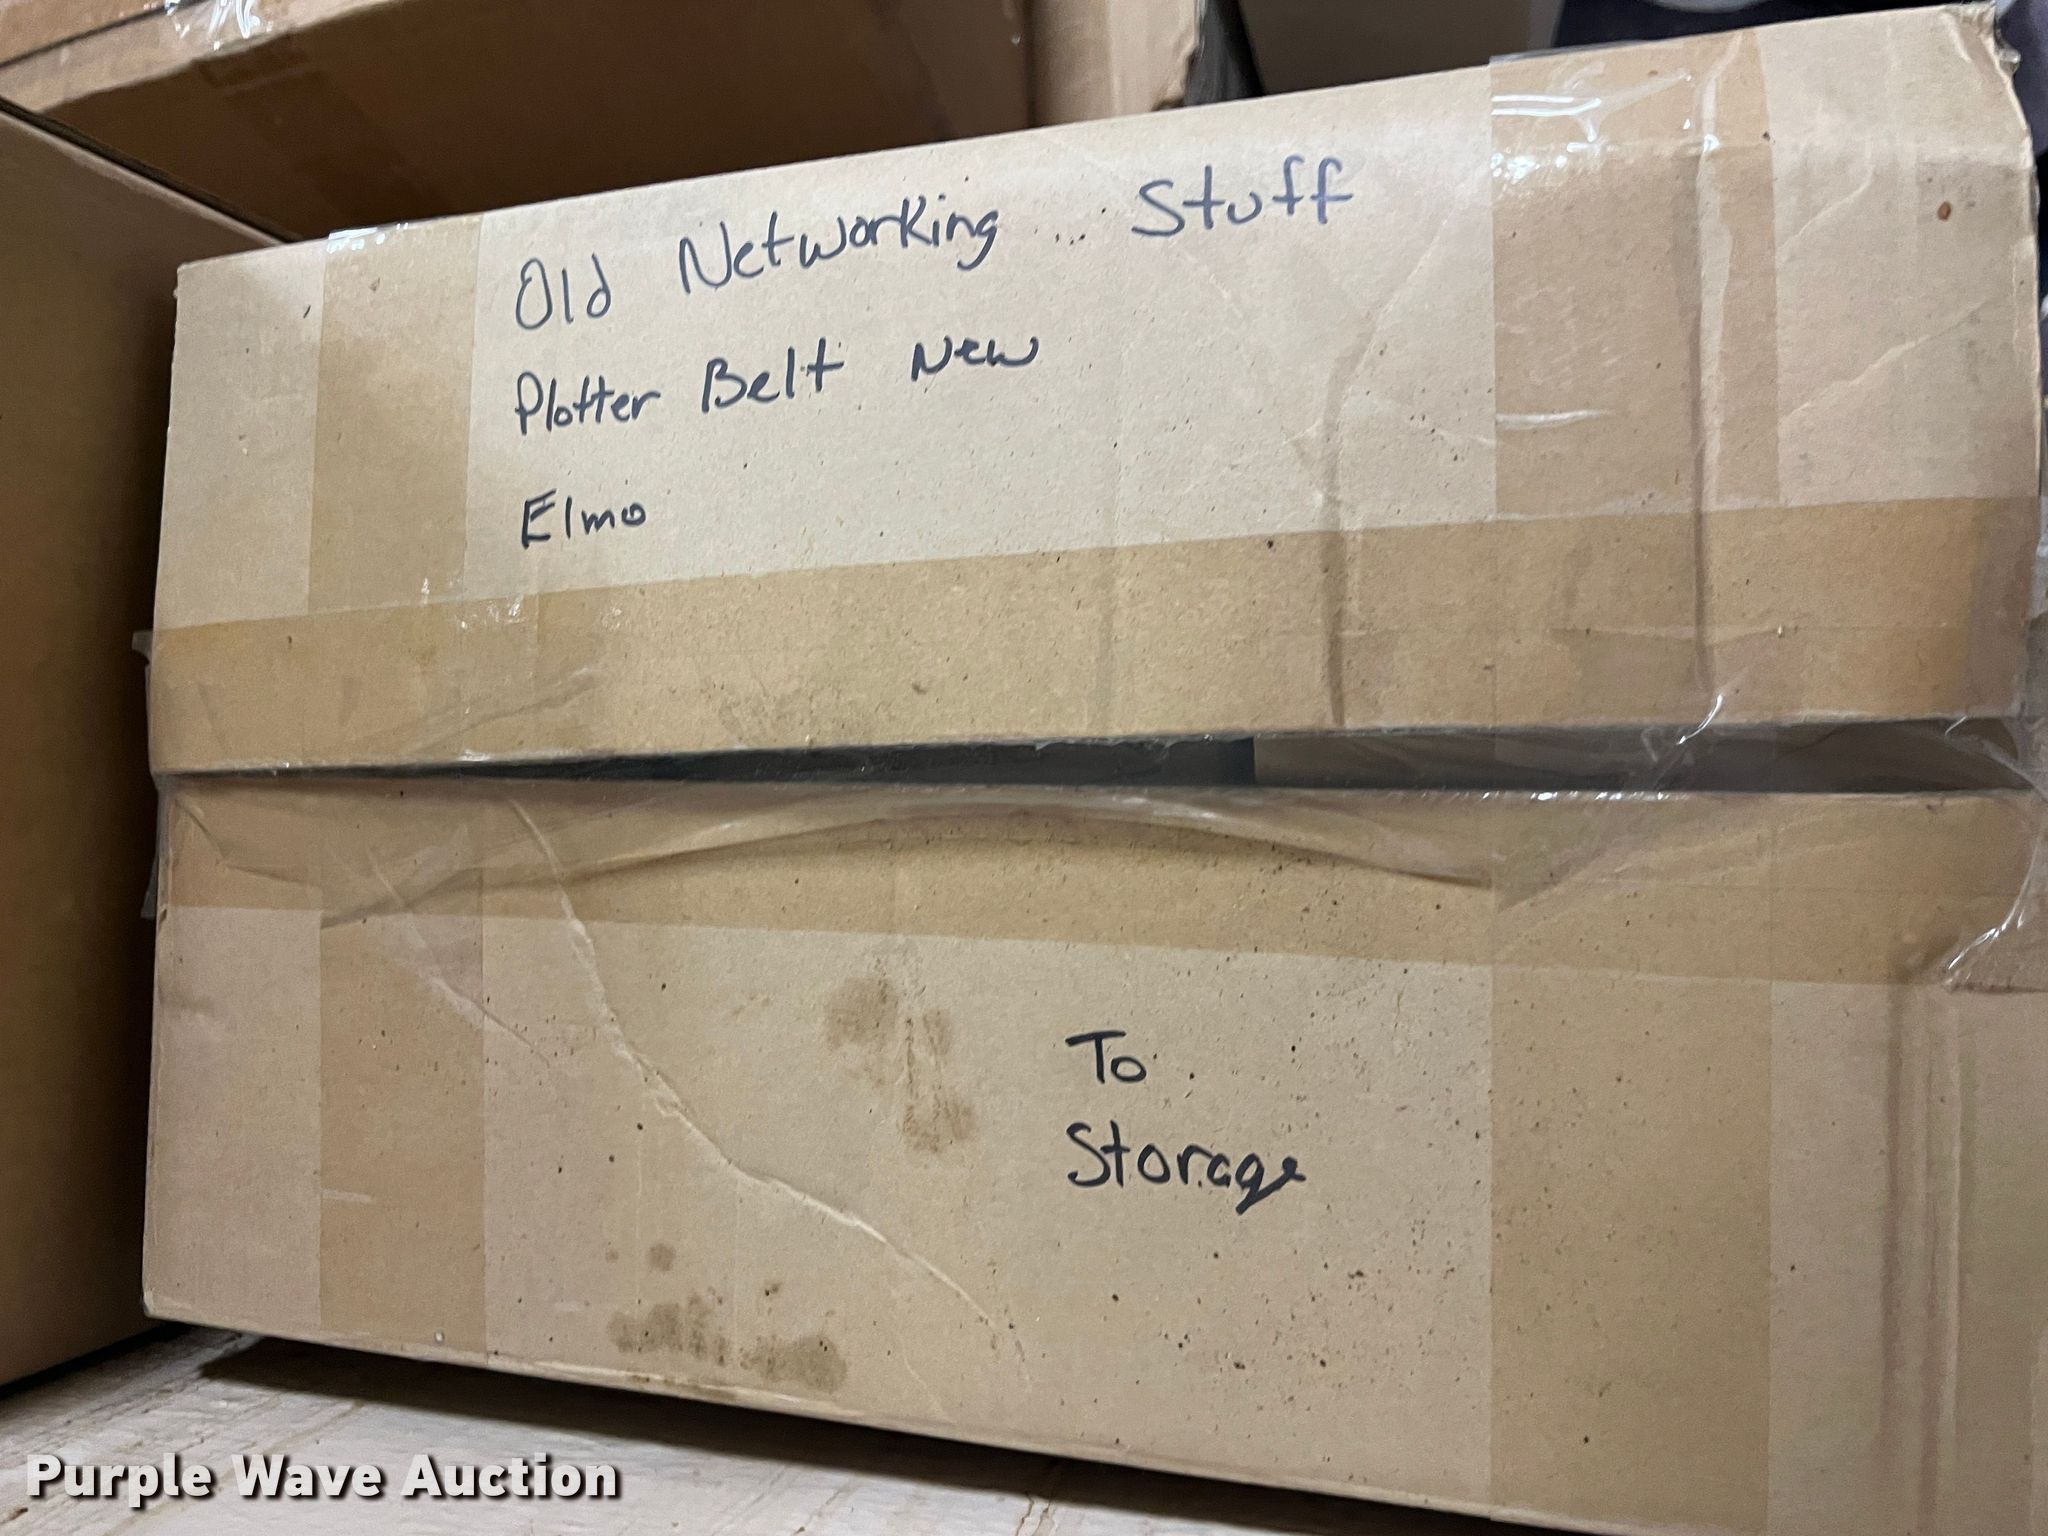 Old Networking ... Stuff
Plotter Belt New
Elmo
To
Storage
Purple Wave Auction